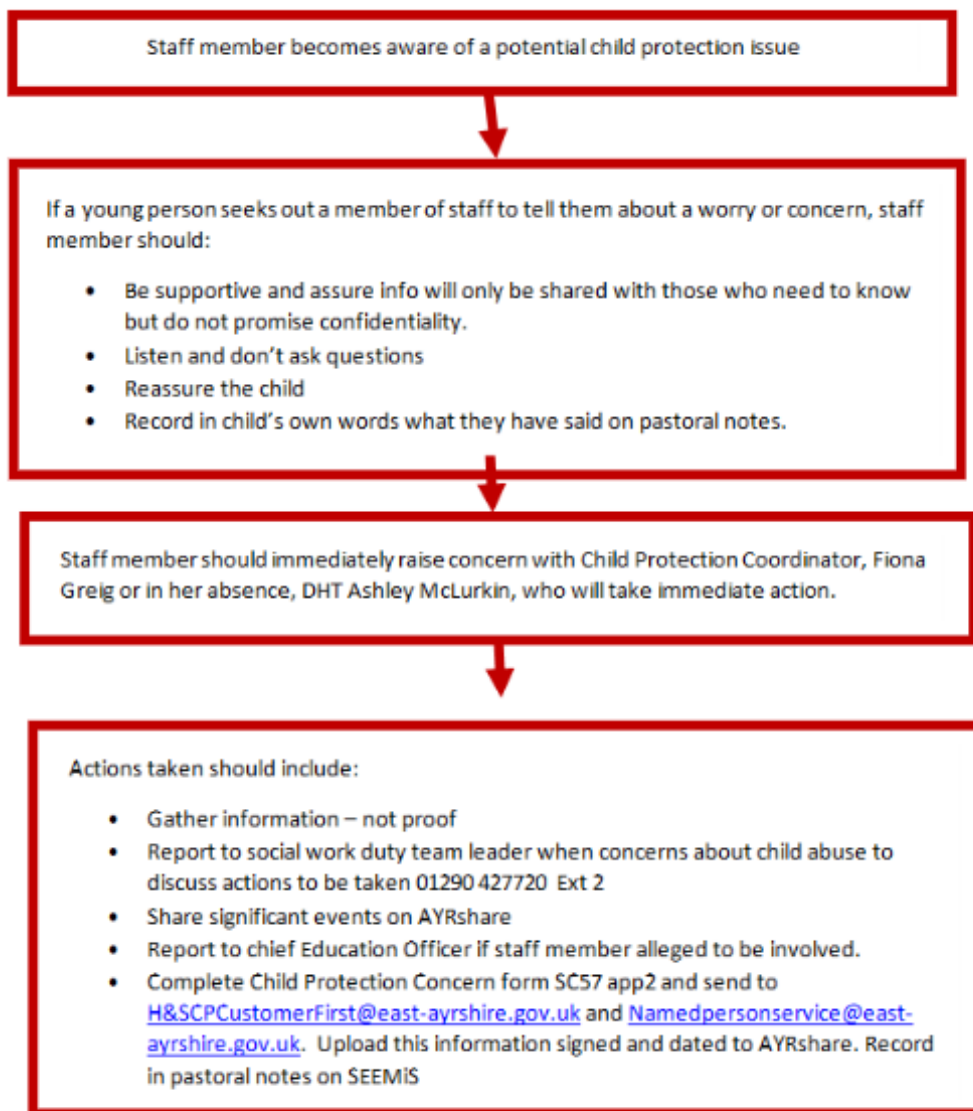 Staff member becomes aware of a potential child protection issue
If a young person seeks out a member of staff to tell them about a worry or concern, staff
member should:
• Be supportive and assure info will only be shared with those who need to know
but do not promise confidentiality.
• Listen and don't ask questions
• Reassure the child
• Record in child's own words what they have said on pastoral notes.
Staff member should immediately raise concern with Child Protection Coordinator, Fiona
Greig or in her absence, DHT Ashley McLurkin, who will take immediate action.
Actions taken should include:
• Gather information – not proof
• Report to social work duty team leader when concerns about child abuse to
discuss actions to be taken 01290 427720 Ext 2
• Share significant events on AYRshare
• Report to chief Education Officer if staff member alleged to be involved.
• Complete Child Protection Concern form SC57 app2 and send to
H&SCPCustomerFirst@east-ayrshire.gov.uk and Namedpersonservice@east-
ayrshire.gov.uk. Upload this information signed and dated to AYRshare. Record
in pastoral notes on SEEMiS